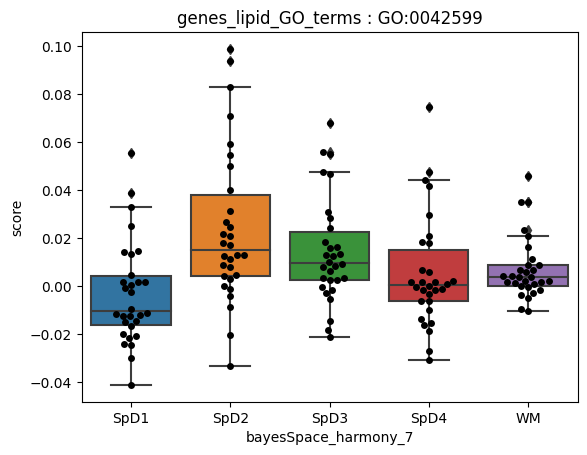 genes_lipid_GO_terms : GO:0042599
score
0.10
0.08
0.06
0.04
0.02
0.00
−0.02
−0.04
SpD1 SpD2 SpD3 SpD4 WM
bayesSpace_harmony_7